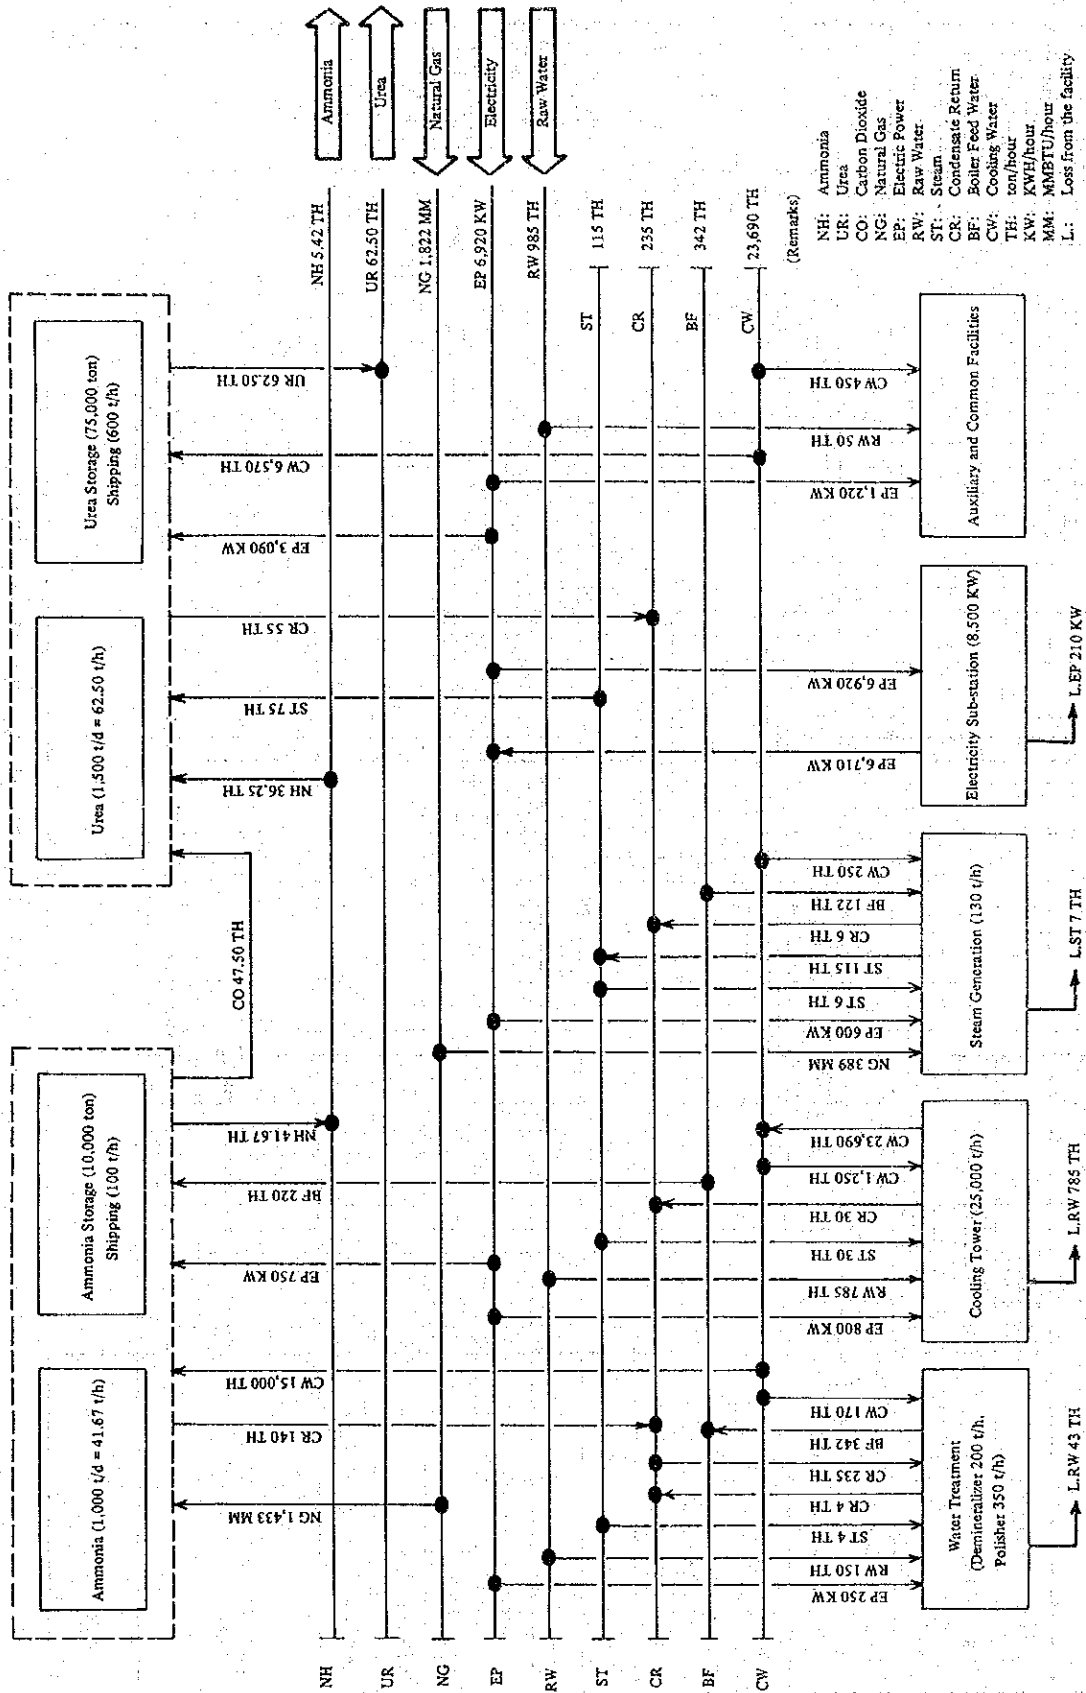 Ammonia (1,000 t/d = 41.67 t/h)
Ammonia Storage (10,000 ton)
Shipping (100 t/h)
Urea (1,500 t/d = 62.50 t/h)
Urea Storage (75,000 ton)
Shipping (600 t/h)
CO 47.50 TH
NG 1,433 MM
CR 140 TH
CW 15,000 TH
EP 750 KW
BF 220 TH
NH 41.67 TH
NH 36.25 TH
ST 75 TH
CR 55 TH
EP 3,090 KW
CW 6,570 TH
UR 62.50 TH
NH
NH 5.42 TH
Ammonia
UR
UR 62.50 TH
Urea
NG
NG 1,822 MM
Natural Gas
EP
EP 6,920 KW
Electricity
RW
RW 985 TH
Raw Water
ST
ST
115 TH
CR
CR
235 TH
BF
BF
342 TH
CW
CW
23,690 TH
EP 250 KW
RW 150 TH
ST 4 TH
CR 4 TH
CR 235 TH
BF 342 TH
CW 170 TH
EP 800 KW
RW 785 TH
ST 30 TH
CR 30 TH
CW 1,250 TH
CW 23,690 TH
NG 389 MM
EP 600 KW
ST 6 TH
ST 115 TH
CR 6 TH
BF 122 TH
CW 250 TH
EP 6,710 KW
EP 6,920 KW
EP 1,220 KW
RW 50 TH
CW 450 TH
Water Treatment
(Demineralizer 200 t/h,
Polisher 350 t/h)
Cooling Tower (25,000 t/h)
Steam Generation (130 t/h)
Electricity Sub-station (8,500 KW)
Auxiliary and Common Facilities
L.RW 43 TH
L.RW 785 TH
L.ST 7 TH
L.EP 210 KW
(Remarks)
NH: Ammonia
UR: Urea
CO: Carbon Dioxide
NG: Natural Gas
EP: Electric Power
RW: Raw Water
ST: Steam
CR: Condensate Return
BF: Boiler Feed Water
CW: Cooling Water
TH: ton/hour
KW: KWH/hour
MM: MMBTU/hour
L.: Loss from the facility